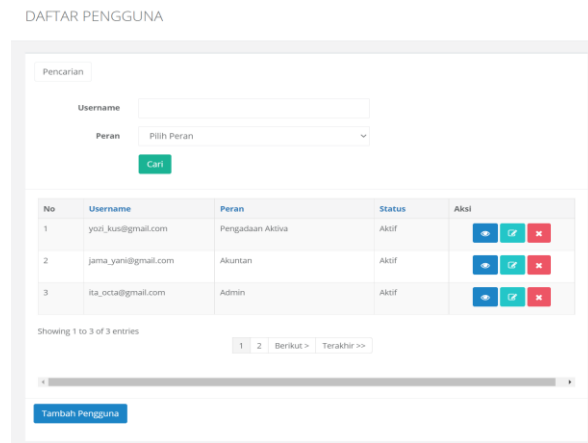 DAFTAR PENGGUNA
Pencarian
Username
Peran Pilih Peran
Cari
No Username Peran Status Aksi
1 yozi_kus@gmail.com Pengadaan Aktiva Aktif
2 jama_yani@gmail.com Akuntan Aktif
3 ita_octa@gmail.com Admin Aktif
Showing 1 to 3 of 3 entries
1 2 Berikut > Terakhir >>
Tambah Pengguna